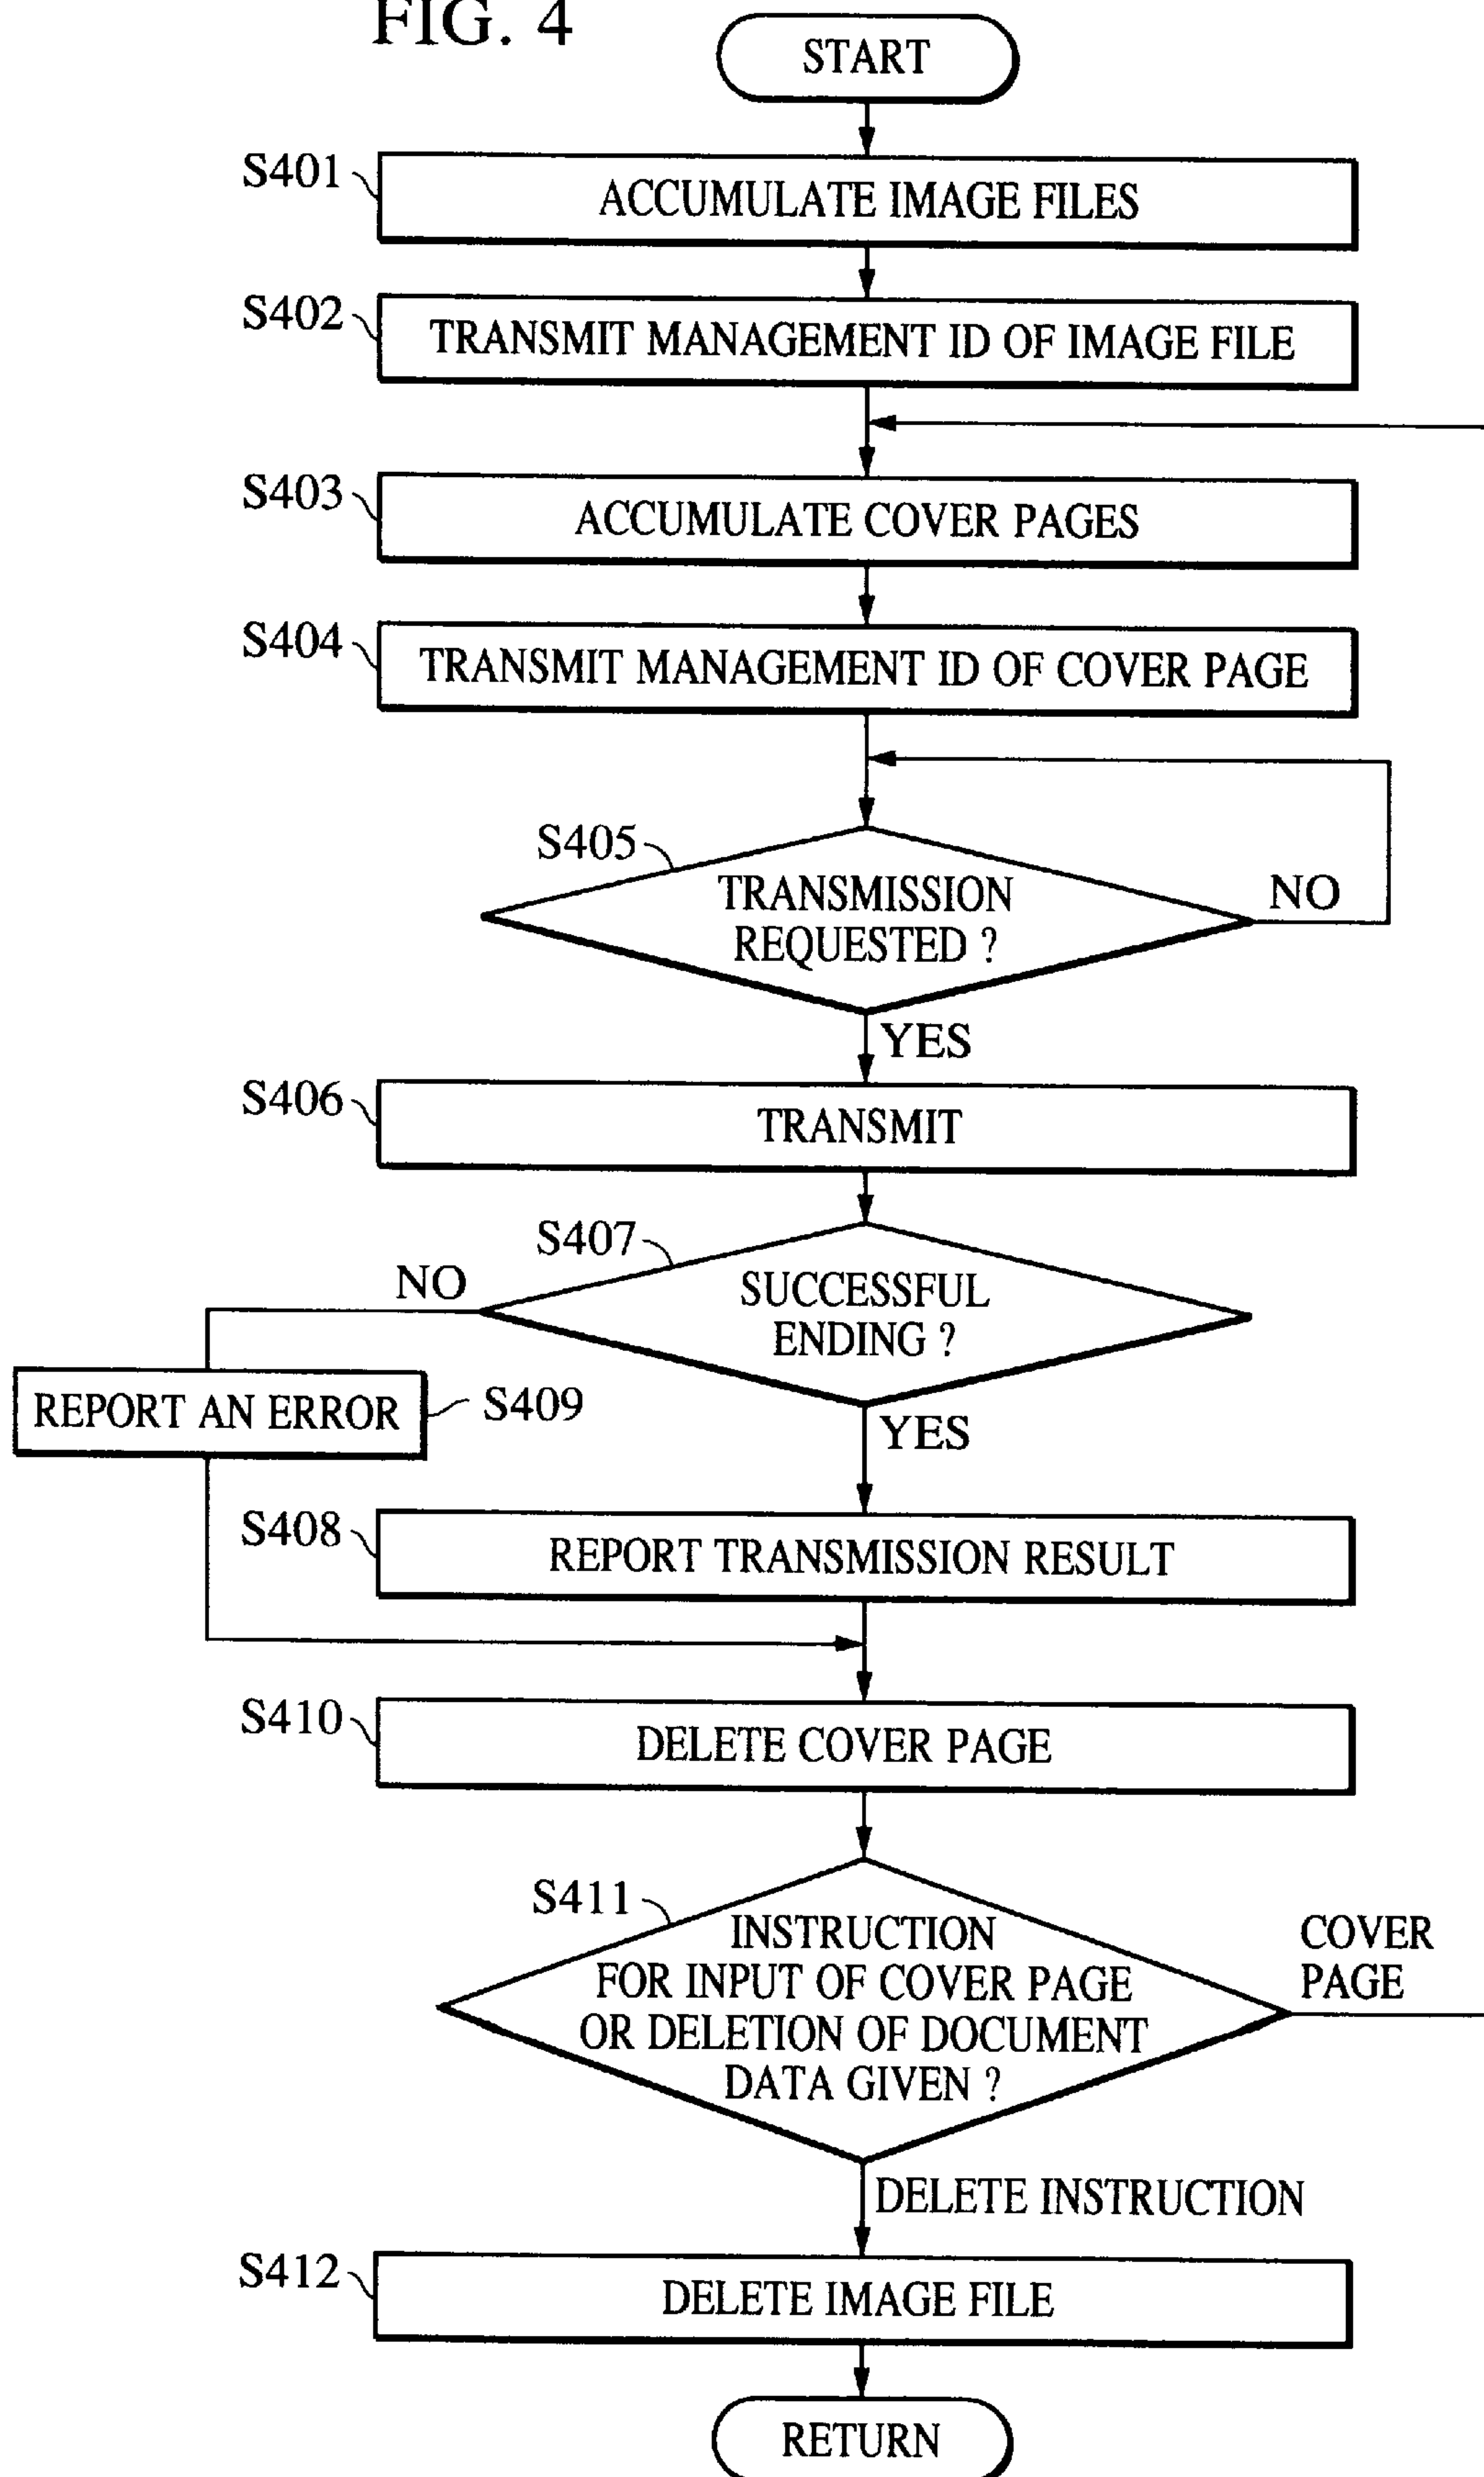 FIG. 4
START
S401
ACCUMULATE IMAGE FILES
S402
TRANSMIT MANAGEMENT ID OF IMAGE FILE
S403
ACCUMULATE COVER PAGES
S404
TRANSMIT MANAGEMENT ID OF COVER PAGE
S405
TRANSMISSION
REQUESTED ?
NO
YES
S406
TRANSMIT
S407
SUCCESSFUL
ENDING ?
NO
REPORT AN ERROR
S409
YES
S408
REPORT TRANSMISSION RESULT
S410
DELETE COVER PAGE
S411
INSTRUCTION
FOR INPUT OF COVER PAGE
OR DELETION OF DOCUMENT
DATA GIVEN ?
COVER
PAGE
DELETE INSTRUCTION
S412
DELETE IMAGE FILE
RETURN